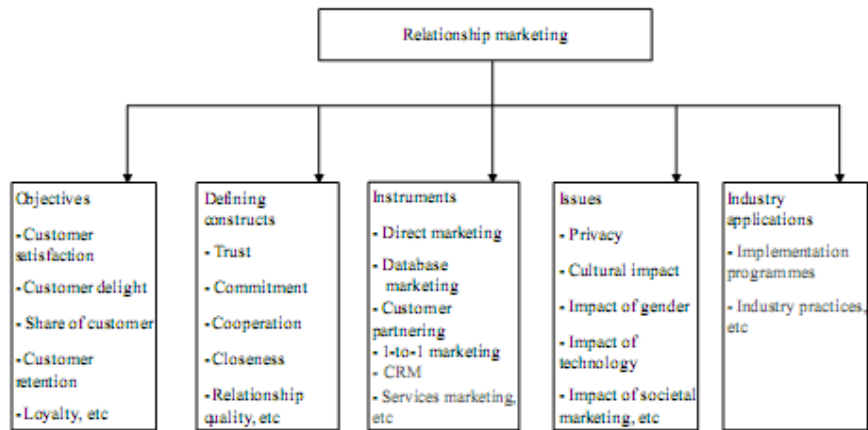 Relationship marketing
Objectives
- Customer
satisfaction
- Customer delight
- Share of customer
- Customer
retention
- Loyalty, etc
Defining
constructs
- Trust
- Commitment
- Cooperation
- Closeness
- Relationship
quality, etc
Instruments
- Direct marketing
- Database
marketing
- Customer
partnering
- 1-to-1 marketing
- CRM
- Services marketing,
etc
Issues
- Privacy
- Cultural impact
- Impact of gender
- Impact of
technology
- Impact of societal
marketing, etc
Industry
applications
- Implementation
programmes
- Industry practices,
etc